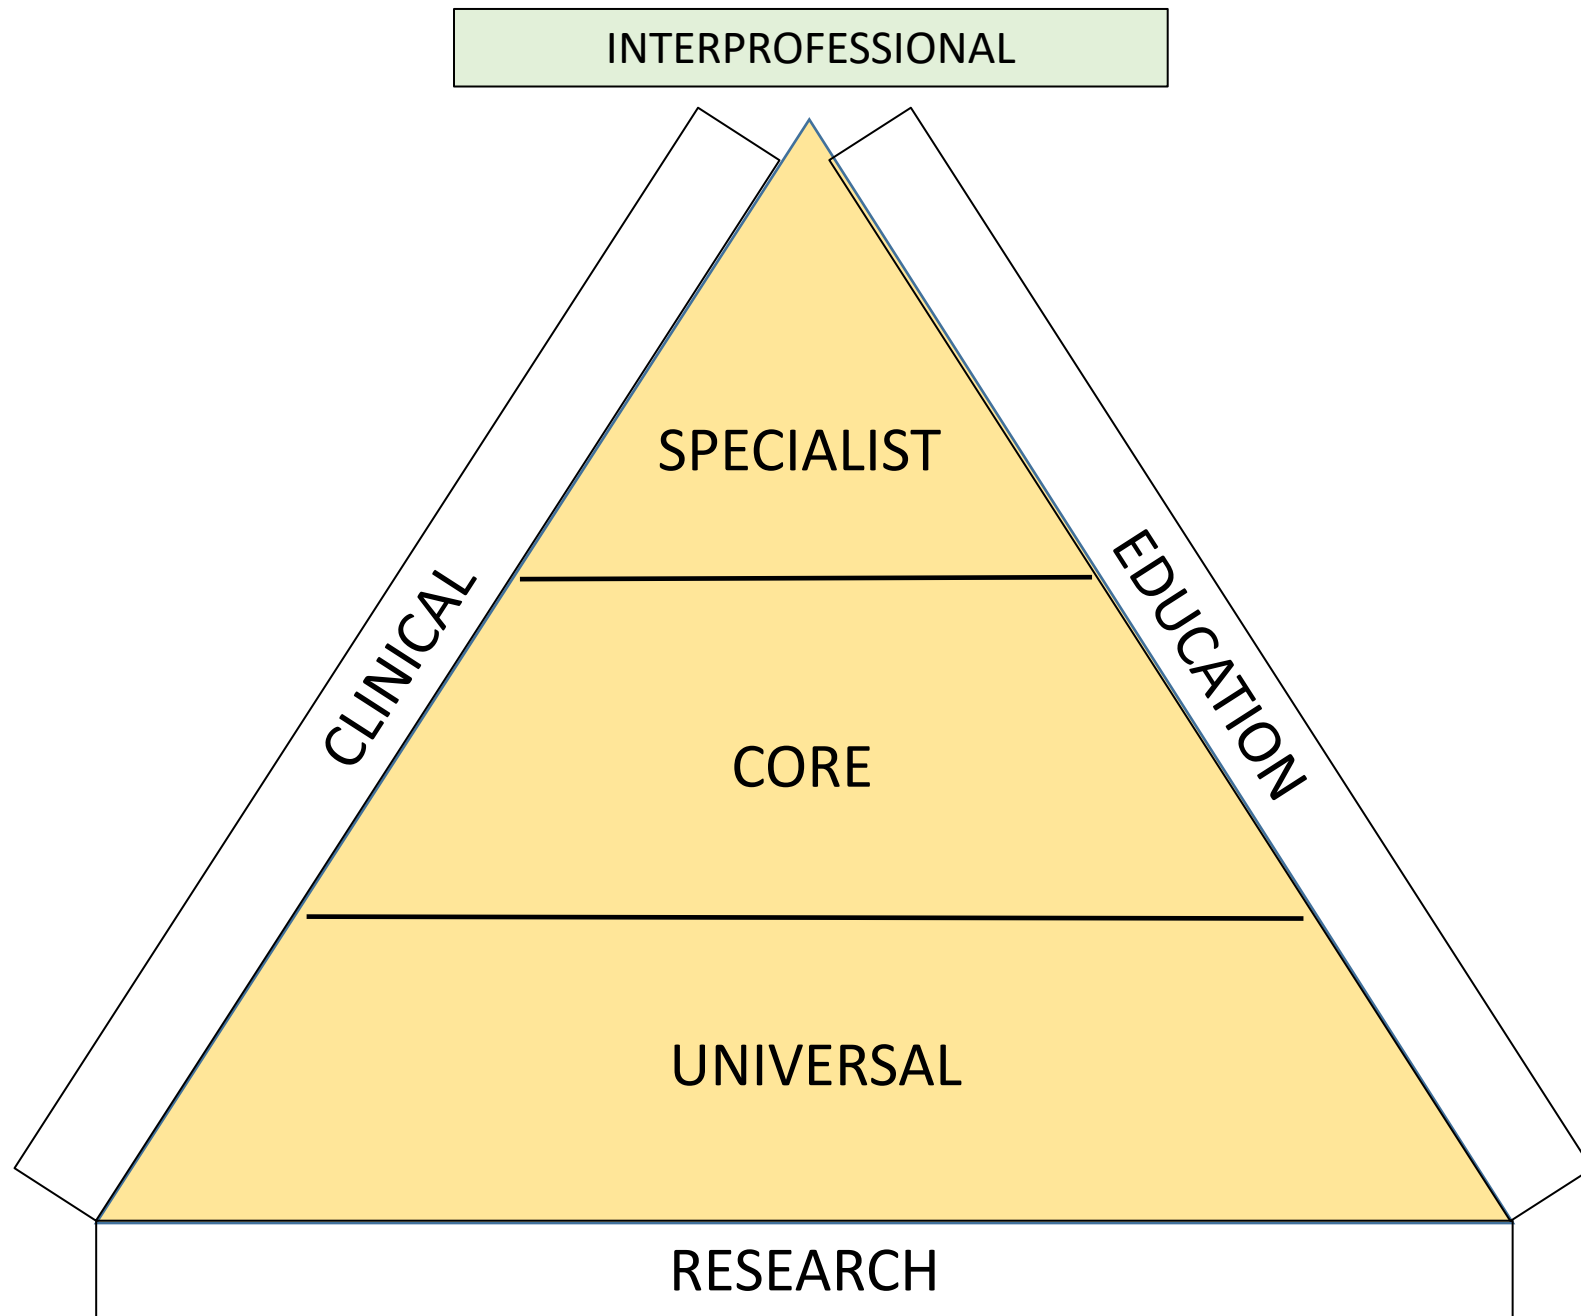 INTERPROFESSIONAL
SPECIALIST
CLINICAL
EDUCATION
CORE
UNIVERSAL
RESEARCH